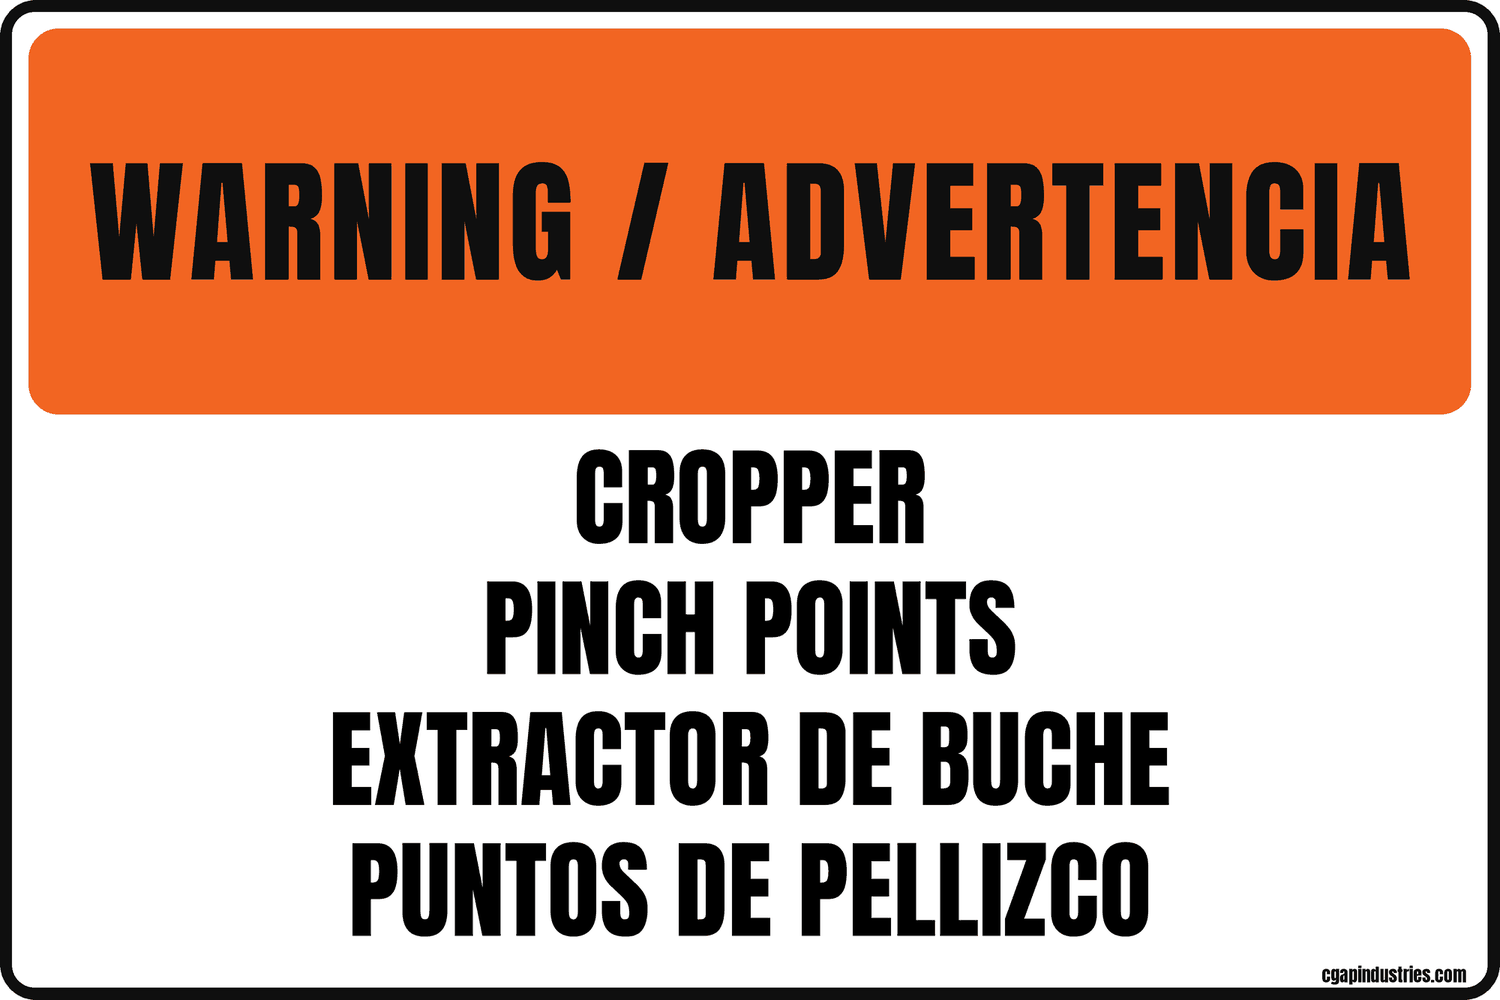 WARNING / ADVERTENCIA
CROPPER
PINCH POINTS
EXTRACTOR DE BUCHE
PUNTOS DE PELLIZCO
cgapindustries.com